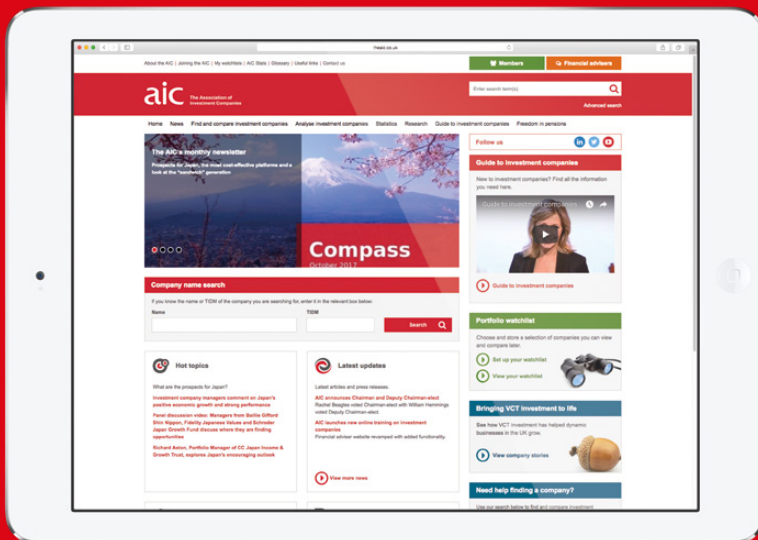 theaic.co.uk
About the AIC | Joining the AIC | My watchlists | AIC Stats | Glossary | Useful links | Contact us
Members
Financial advisers
aic
The Association of
Investment Companies
Enter search term(s)
Advanced search
Home News Find and compare investment companies Analyse investment companies Statistics Research Guide to investment companies Freedom in pensions
The AIC's monthly newsletter
Prospects for Japan, the most cost-effective platforms and a
look at the "sandwich" generation
Compass
October 2017
Follow us
in
Guide to investment companies
New to investment companies? Find all the information
you need here.
Guide to investment companies
Guide to investment companies
Company name search
If you know the name or TIDM of the company you are searching for, enter it in the relevant box below:
Name
TIDM
Search
Portfolio watchlist
Choose and store a selection of companies you can view
and compare later.
Set up your watchlist
View your watchlist
Hot topics
What are the prospects for Japan?
Investment company managers comment on Japan's
positive economic growth and strong performance
Panel discussion video: Managers from Baillie Gifford
Shin Nippon, Fidelity Japanese Values and Schroder
Japan Growth Fund discuss where they are finding
opportunities
Richard Aston, Portfolio Manager of CC Japan Income &
Growth Trust, explores Japan's encouraging outlook
Latest updates
Latest articles and press releases.
AIC announces Chairman and Deputy Chairman-elect
Rachel Beagles voted Chairman-elect with William Hemmings
voted Deputy Chairman-elect.
AIC launches new online training on investment
companies
Financial adviser website revamped with added functionality.
View more news
Bringing VCT investment to life
See how VCT investment has helped dynamic
businesses in the UK grow.
View company stories
Need help finding a company?
Use our search below to find and compare investment